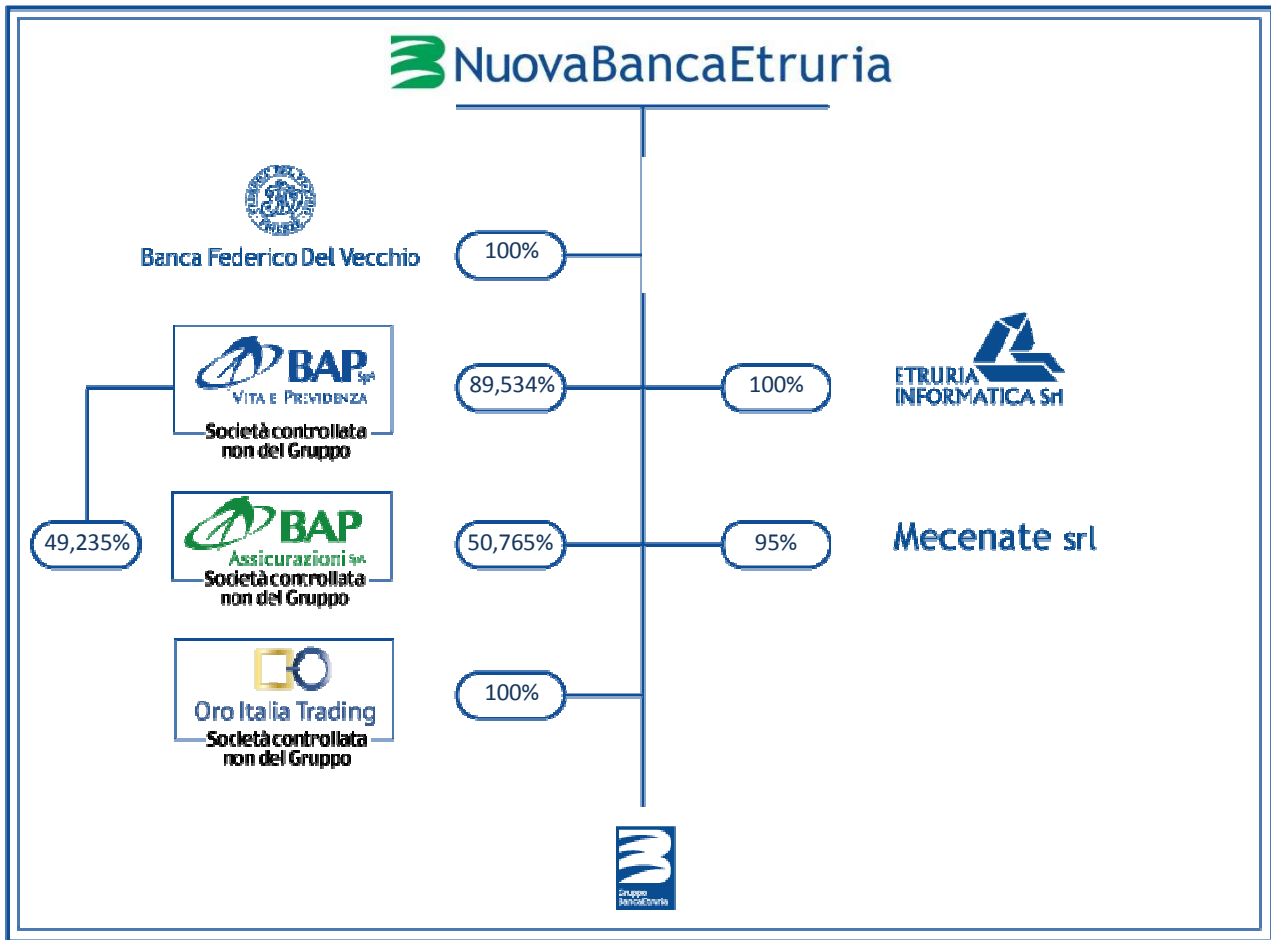 NuovaBancaEtruria
Banca Federico Del Vecchio
100%
BAP SpA
VITA E PREVIDENZA
Società controllata
non del Gruppo
89,534%
100%
ETRURIA
INFORMATICA Srl
49,235%
BAP
Assicurazioni SpA
Società controllata
non del Gruppo
50,765%
95%
Mecenate srl
Oro Italia Trading
Società controllata
non del Gruppo
100%
Gruppo
BancaEtruria